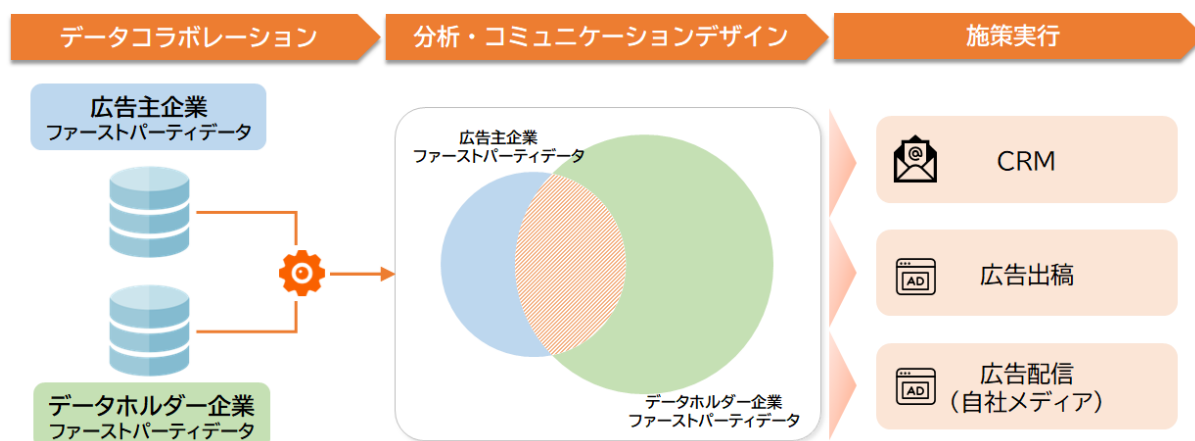 データコラボレーション
分析・コミュニケーションデザイン
施策実行
広告主企業
ファーストパーティデータ
データホルダー企業
ファーストパーティデータ
広告主企業
ファーストパーティデータ
データホルダー企業
ファーストパーティデータ
@
CRM
AD
広告出稿
AD
広告配信
（自社メディア）